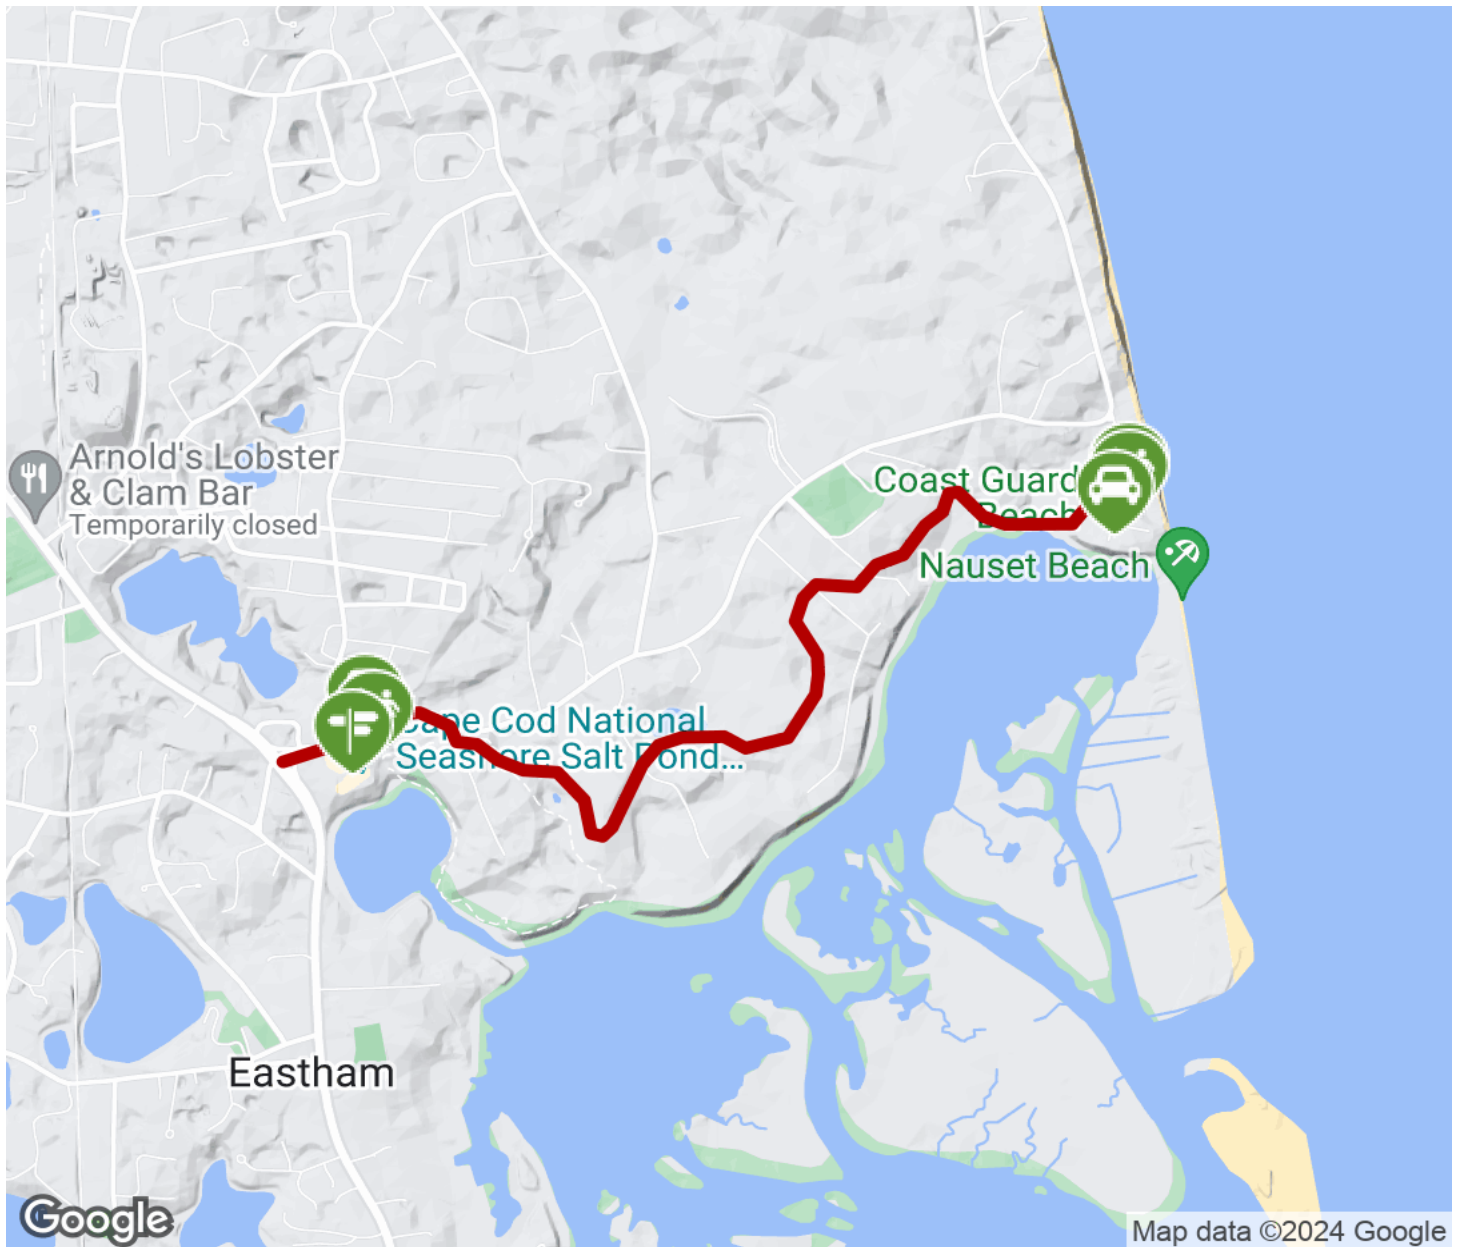 Arnold's Lobster
& Clam Bar
Temporarily closed
Coast Guard
Beach
Nauset Beach
Cape Cod National
Seashore Salt Pond...
Eastham
Google
Map data ©2024 Google